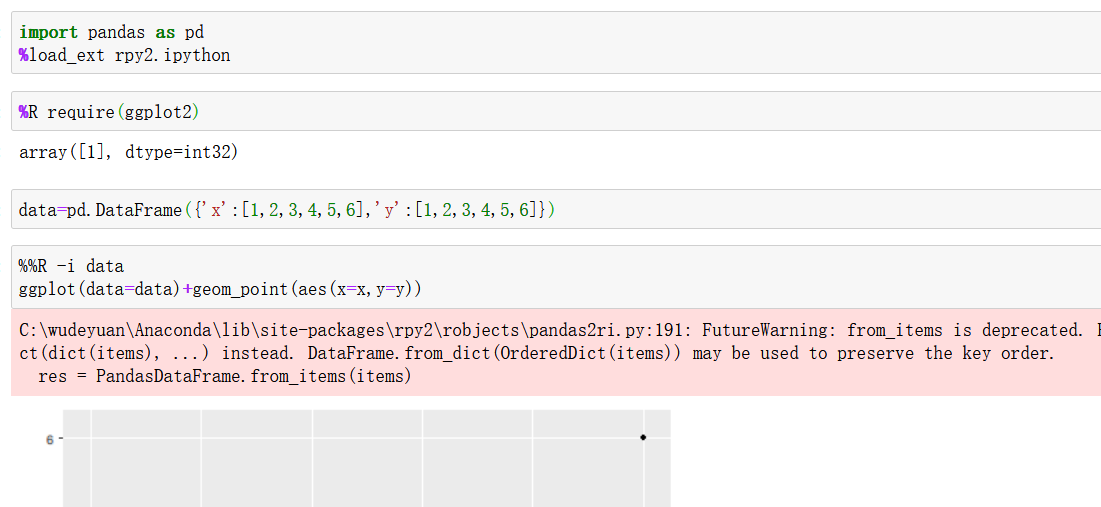 import pandas as pd
%load_ext rpy2.ipython
%R require(ggplot2)
array([1], dtype=int32)
data=pd.DataFrame({'x':[1,2,3,4,5,6],'y':[1,2,3,4,5,6]})
%%R -i data
ggplot(data=data)+geom_point(aes(x=x,y=y))
C:\wudeyuan\Anaconda\lib\site-packages\rpy2\robjects\pandas2ri.py:191: FutureWarning: from_items is deprecated.
ct(dict(items), ...) instead. DataFrame.from_dict(OrderedDict(items)) may be used to preserve the key order.
res = PandasDataFrame.from_items(items)
6